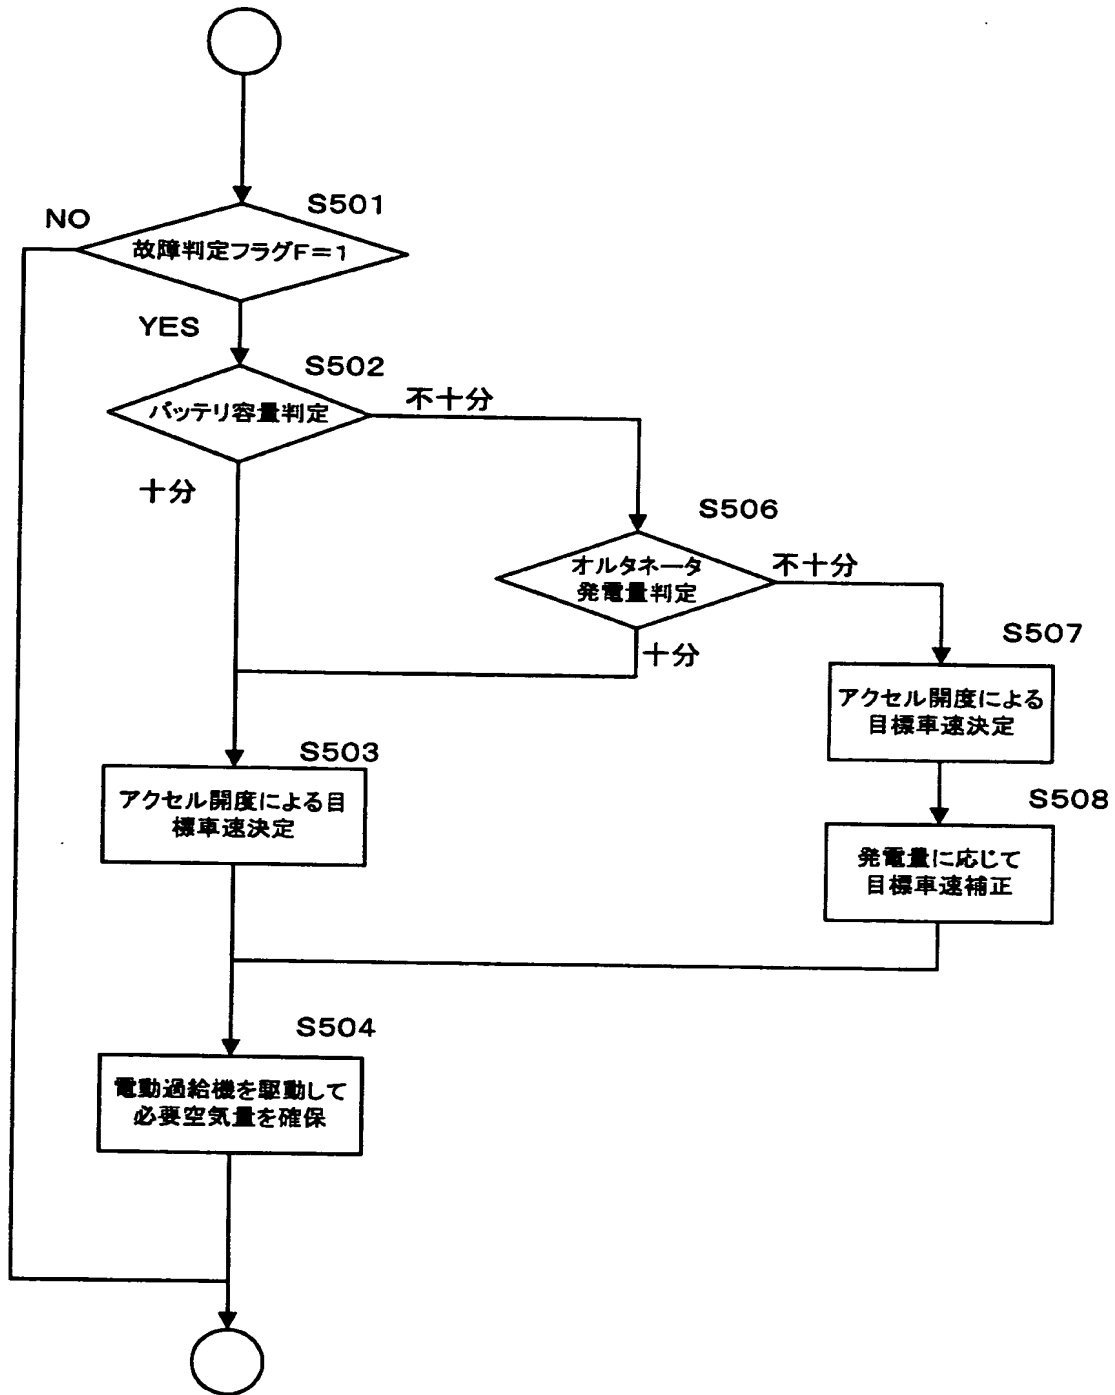 S501
NO
故障判定フラグF=1
YES
S502
バッテリ容量判定
不十分
十分
S506
オルタネータ
発電量判定
不十分
十分
S507
アクセル開度による
目標車速決定
S503
アクセル開度による目
標車速決定
S508
発電量に応じて
目標車速補正
S504
電動過給機を駆動して
必要空気量を確保